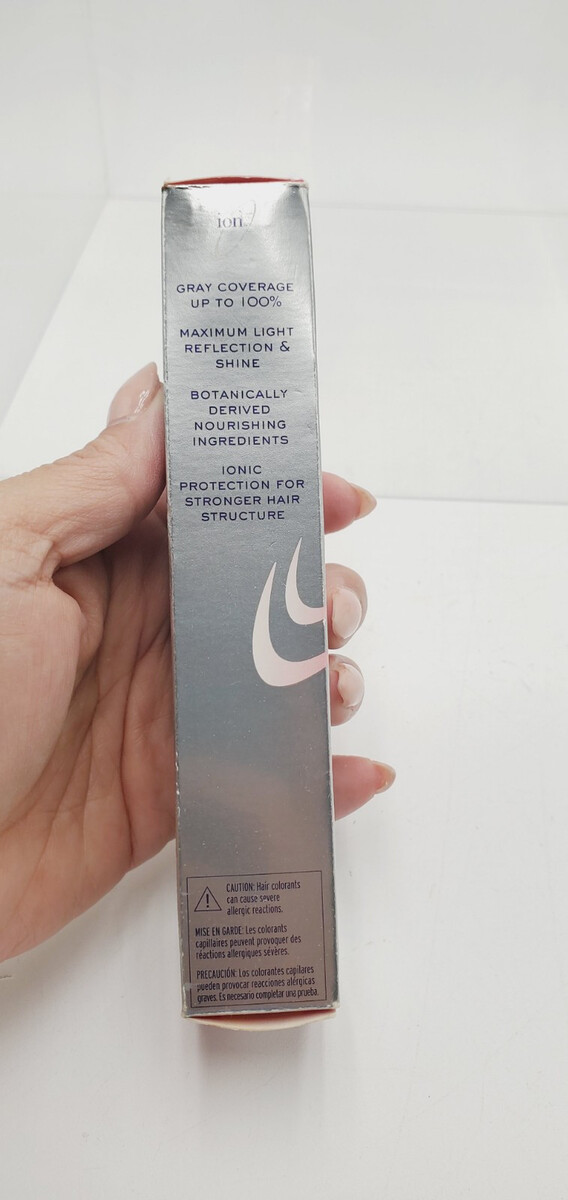 ion
GRAY COVERAGE
UP TO 100%
MAXIMUM LIGHT
REFLECTION &
SHINE
BOTANICALLY
DERIVED
NOURISHING
INGREDIENTS
IONIC
PROTECTION FOR
STRONGER HAIR
STRUCTURE
CAUTION: Hair colorants
can cause severe
allergic reactions.
MISE EN GARDE: Les colorants
capillaires peuvent provoquer des
réactions allergiques sévères.
PRECAUCIÓN: Los colorantes capilares
pueden provocar reacciones alérgicas
graves. Es necesario completar una prueba.